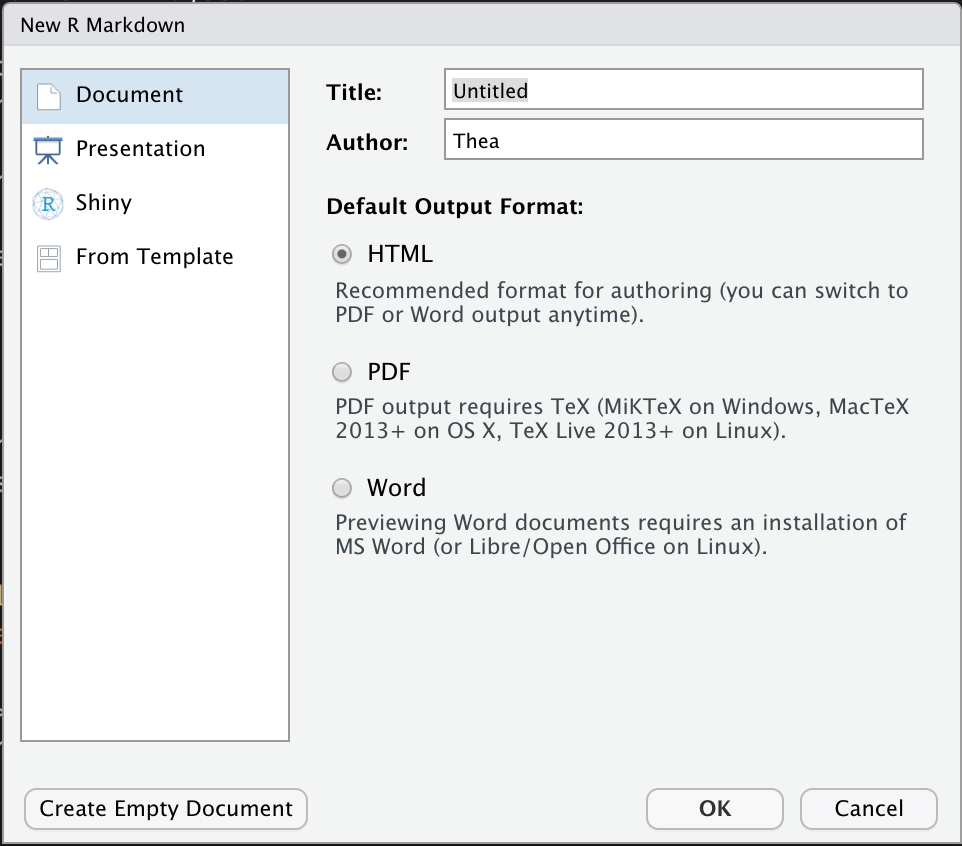 New R Markdown
Document
Presentation
Shiny
From Template
Title:
Untitled
Author:
Thea
Default Output Format:
HTML
Recommended format for authoring (you can switch to
PDF or Word output anytime).
PDF
PDF output requires TeX (MiKTeX on Windows, MacTeX
2013+ on OS X, TeX Live 2013+ on Linux).
Word
Previewing Word documents requires an installation of
MS Word (or Libre/Open Office on Linux).
Create Empty Document
OK
Cancel